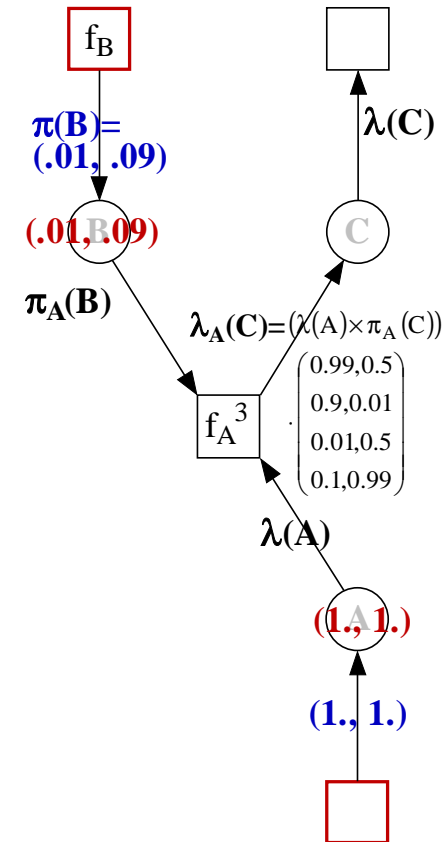 f_B
π(B)=
(.01, .09)
λ(C)
(.01, .09)
B
C
π_A(B)
λ_A(C)=(λ(A)×π_A(C))
·(0.99,0.5
0.9,0.01
0.01,0.5
0.1,0.99)
f_A^3
λ(A)
A
(1., 1.)
(1., 1.)